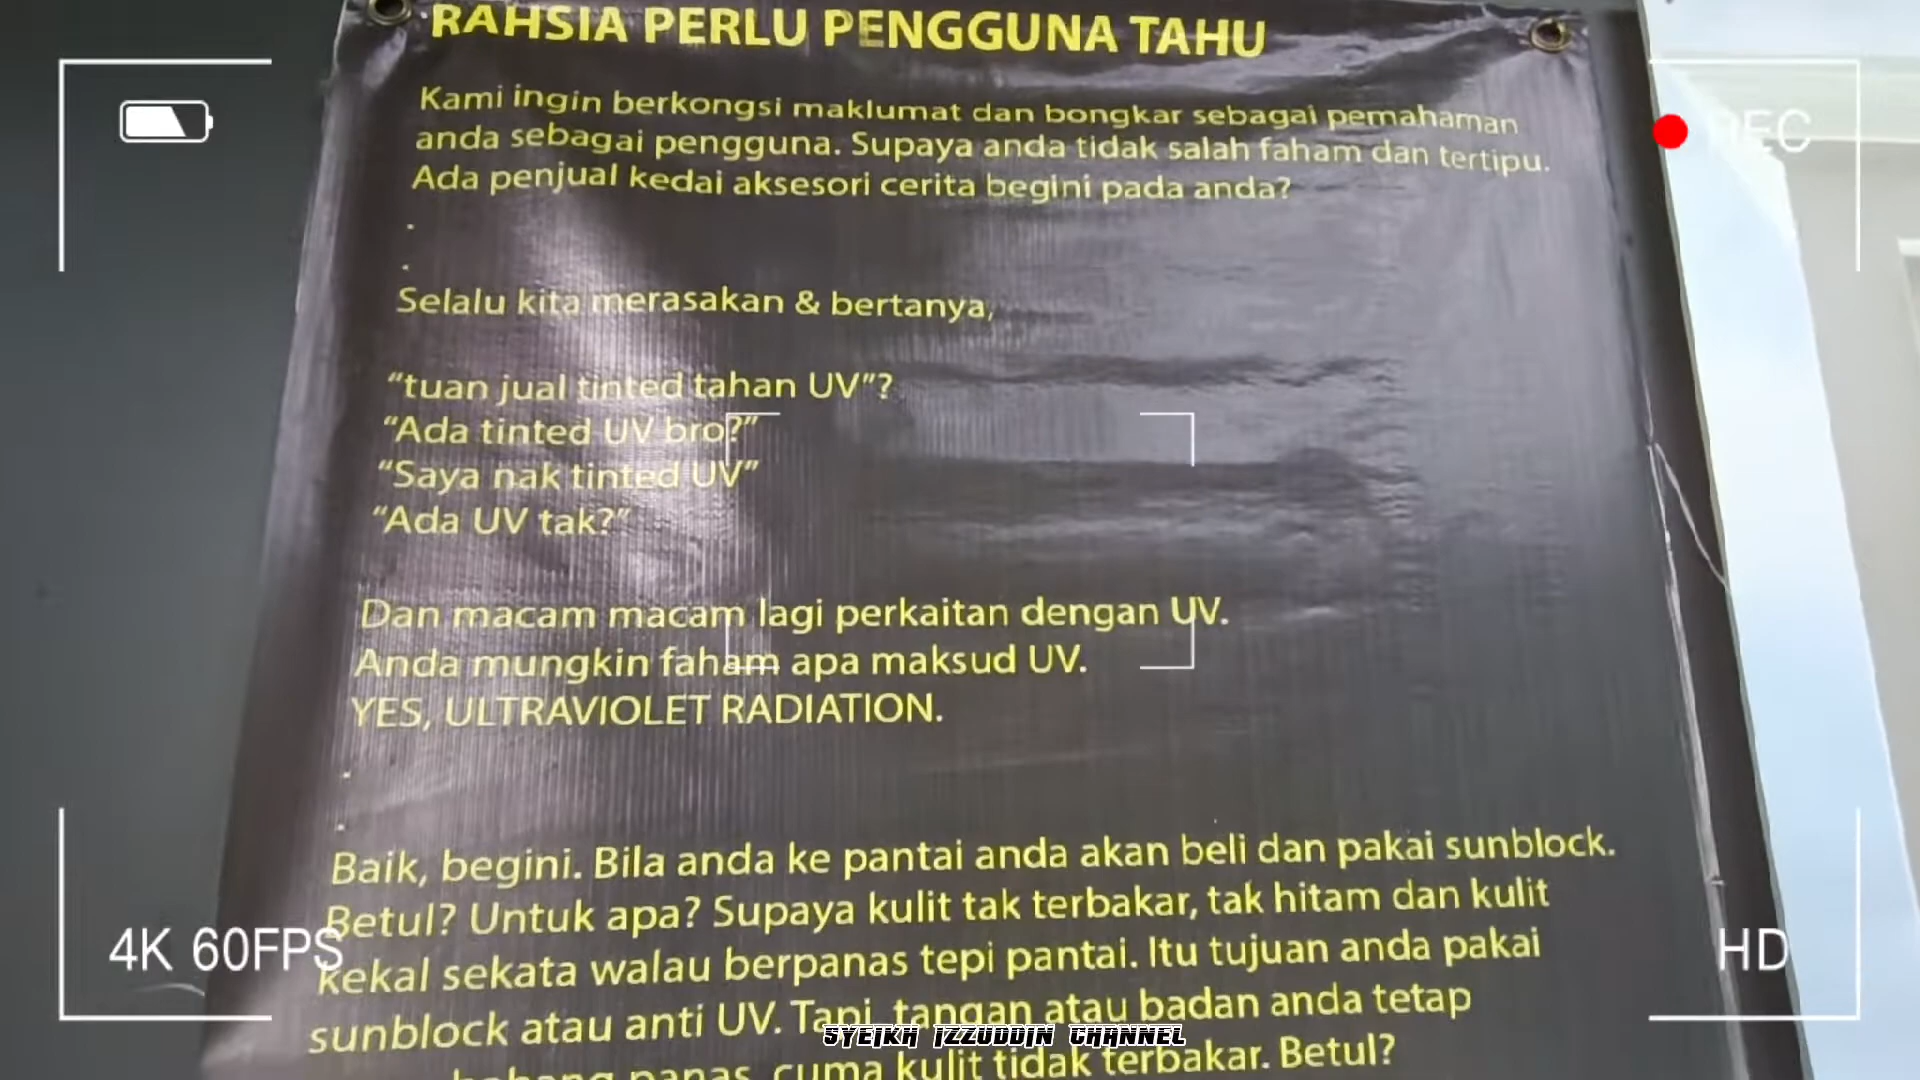 RAHSIA PERLU PENGGUNA TAHU
Kami ingin berkongsi maklumat dan bongkar sebagai pemahaman
anda sebagai pengguna. Supaya anda tidak salah faham dan tertipu.
Ada penjual kedai aksesori cerita begini pada anda?
.
.
Selalu kita merasakan & bertanya,
“tuan jual tinted tahan UV”?
“Ada tinted UV bro?”
“Saya nak tinted UV”
“Ada UV tak?”
Dan macam macam lagi perkaitan dengan UV.
Anda mungkin faham apa maksud UV.
YES, ULTRAVIOLET RADIATION.
.
.
Baik, begini. Bila anda ke pantai anda akan beli dan pakai sunblock.
Betul? Untuk apa? Supaya kulit tak terbakar, tak hitam dan kulit
kekal sekata walau berpanas tepi pantai. Itu tujuan anda pakai
sunblock atau anti UV. Tapi, tangan atau badan anda tetap
bahang panas, cuma kulit tidak terbakar. Betul?
REC
4K 60FPS
HD
SYEIKH IZZUDDIN CHANNEL